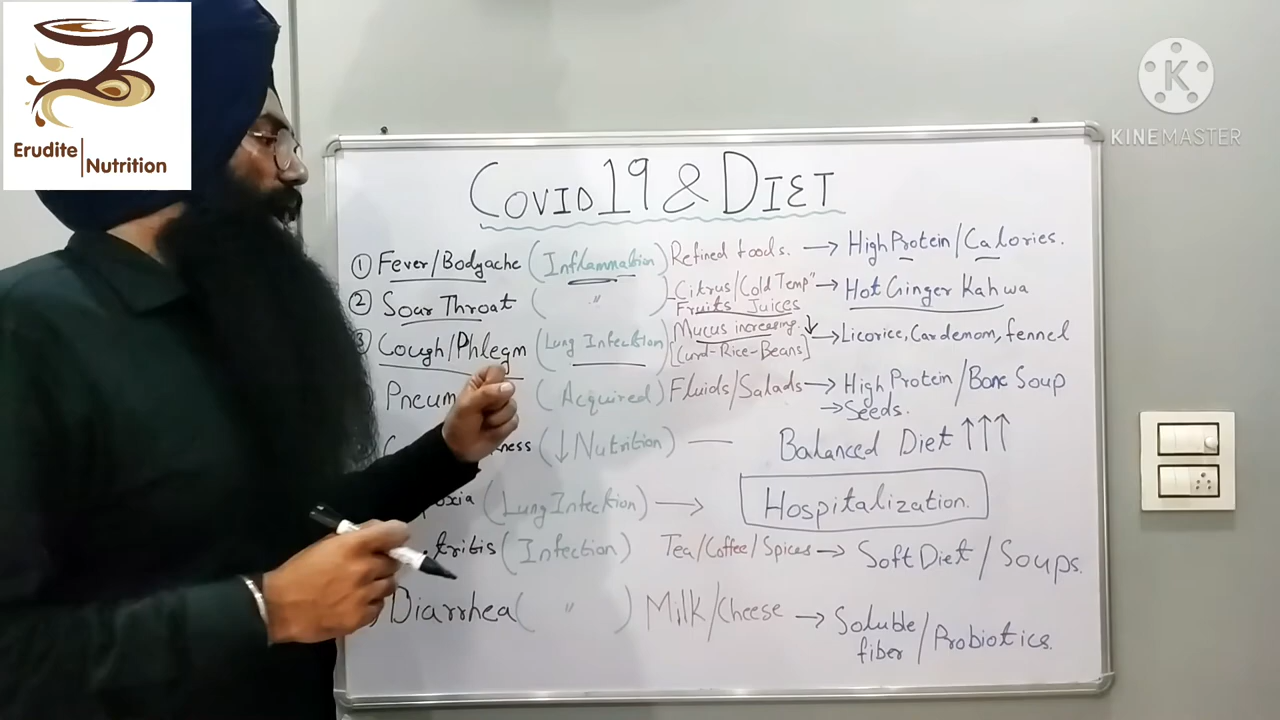 Erudite Nutrition
KINEMASTER
COVID 19 & DIET
① Fever/Bodyache (Inflammation) Refined foods. → High Protein/Calories.
② Soar Throat ( " ) Citrus/Cold Temp" → Hot Ginger Kahwa
Fruits Juices
③ Cough/Phlegm (Lung Infection) Mucus increasing ↓ → Licorice, Cardemom, fennel
[Curd-Rice-Beans]
Pneum (Acquired) Fluids/Salads → High Protein/Bone Soup
→ Seeds.
ness (↓ Nutrition) — Balanced Diet ↑↑↑
oxia (Lung Infection) → Hospitalization.
tritis (Infection) Tea/Coffee/Spices → Soft Diet/Soups.
) Diarrhea ( " ) Milk/Cheese → Soluble fiber/Probiotics.